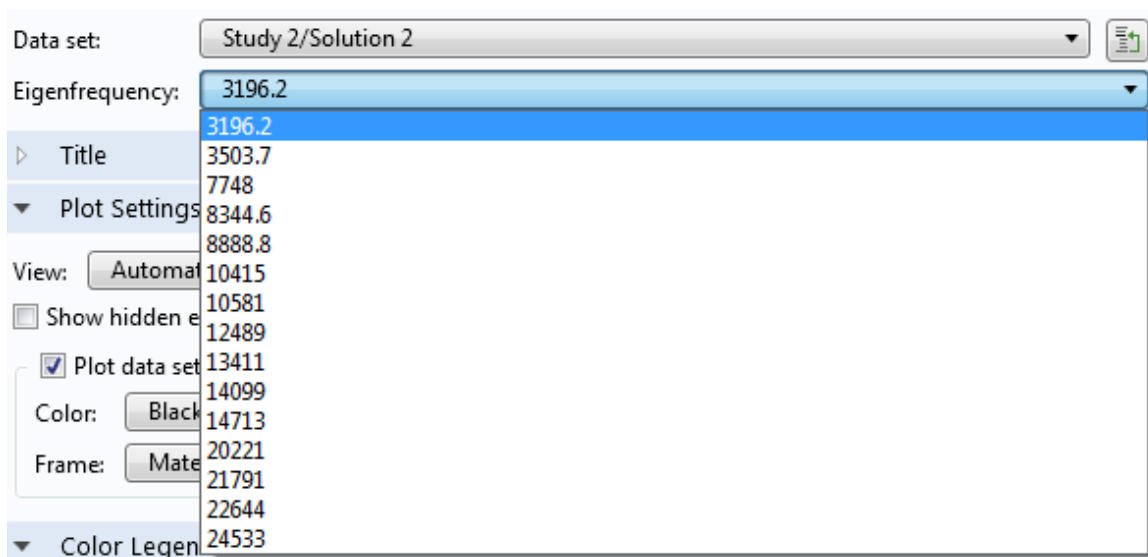 Data set: Study 2/Solution 2
Eigenfrequency: 3196.2
3196.2
Title 3503.7
7748
Plot Settings 8344.6
8888.8
View: Automat 10415
Show hidden e 10581
12489
Plot data set 13411
14099
Color: Black 14713
20221
Frame: Mate 21791
22644
Color Legen 24533